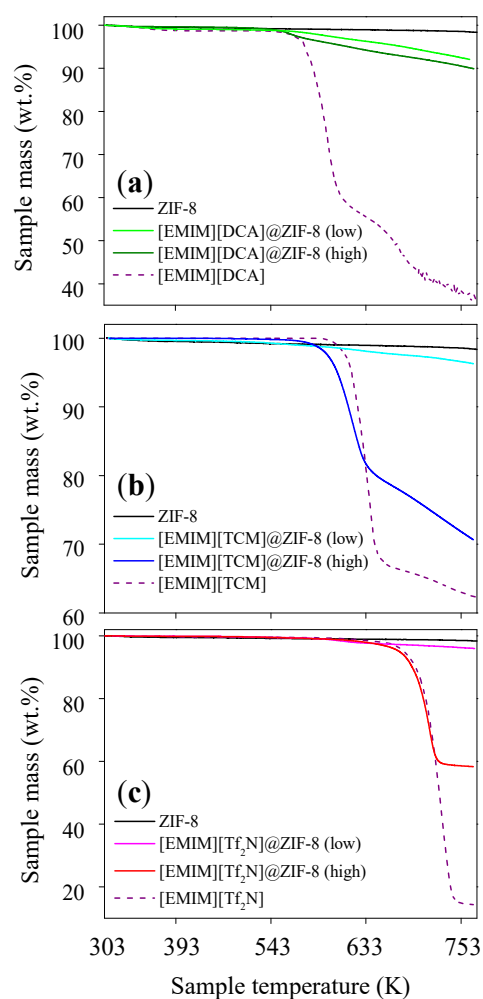 100
90
80
70
60
50
40
Sample mass (wt.%)
(a)
ZIF-8
[EMIM][DCA]@ZIF-8 (low)
[EMIM][DCA]@ZIF-8 (high)
[EMIM][DCA]
100
90
80
70
60
Sample mass (wt.%)
(b)
ZIF-8
[EMIM][TCM]@ZIF-8 (low)
[EMIM][TCM]@ZIF-8 (high)
[EMIM][TCM]
100
80
60
40
20
Sample mass (wt.%)
(c)
ZIF-8
[EMIM][Tf₂N]@ZIF-8 (low)
[EMIM][Tf₂N]@ZIF-8 (high)
[EMIM][Tf₂N]
303 393 543 633 753
Sample temperature (K)